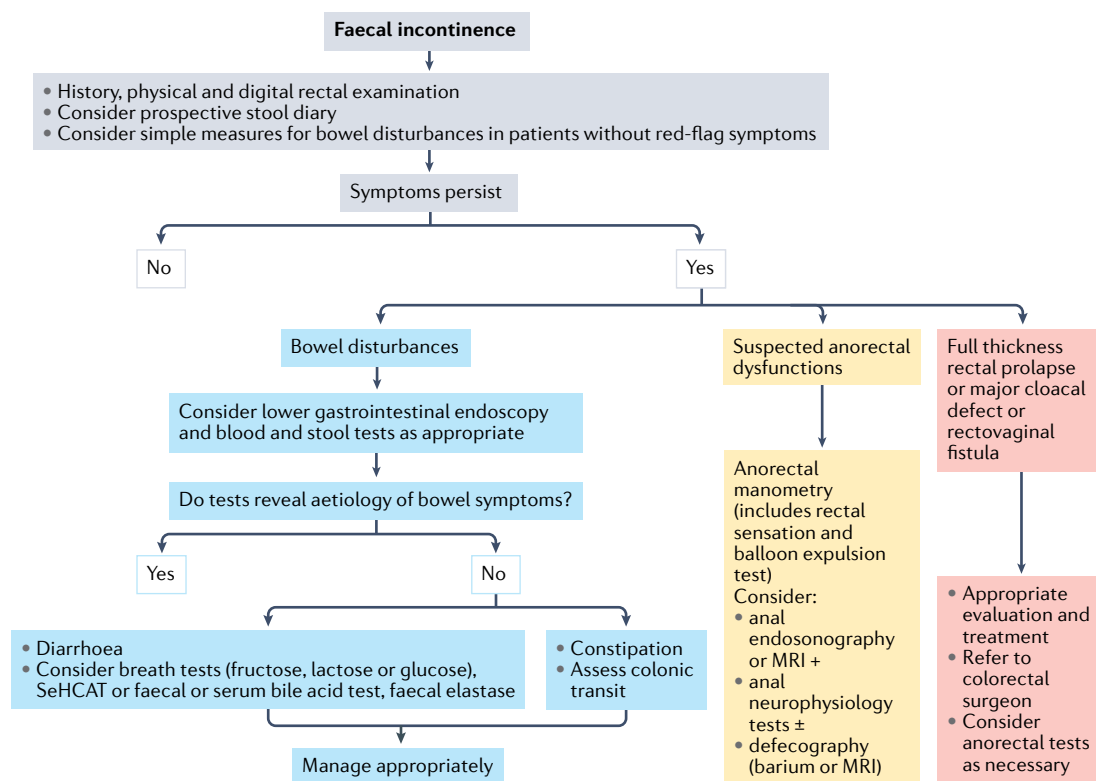 Faecal incontinence
• History, physical and digital rectal examination
• Consider prospective stool diary
• Consider simple measures for bowel disturbances in patients without red-flag symptoms
Symptoms persist
No
Yes
Bowel disturbances
Consider lower gastrointestinal endoscopy
and blood and stool tests as appropriate
Do tests reveal aetiology of bowel symptoms?
Yes
No
• Diarrhoea
• Consider breath tests (fructose, lactose or glucose),
SeHCAT or faecal or serum bile acid test, faecal elastase
• Constipation
• Assess colonic
transit
Manage appropriately
Suspected anorectal
dysfunctions
Anorectal
manometry
(includes rectal
sensation and
balloon expulsion
test)
Consider:
• anal
endosonography
or MRI +
• anal
neurophysiology
tests ±
• defecography
(barium or MRI)
Full thickness
rectal prolapse
or major cloacal
defect or
rectovaginal
fistula
• Appropriate
evaluation and
treatment
• Refer to
colorectal
surgeon
• Consider
anorectal tests
as necessary